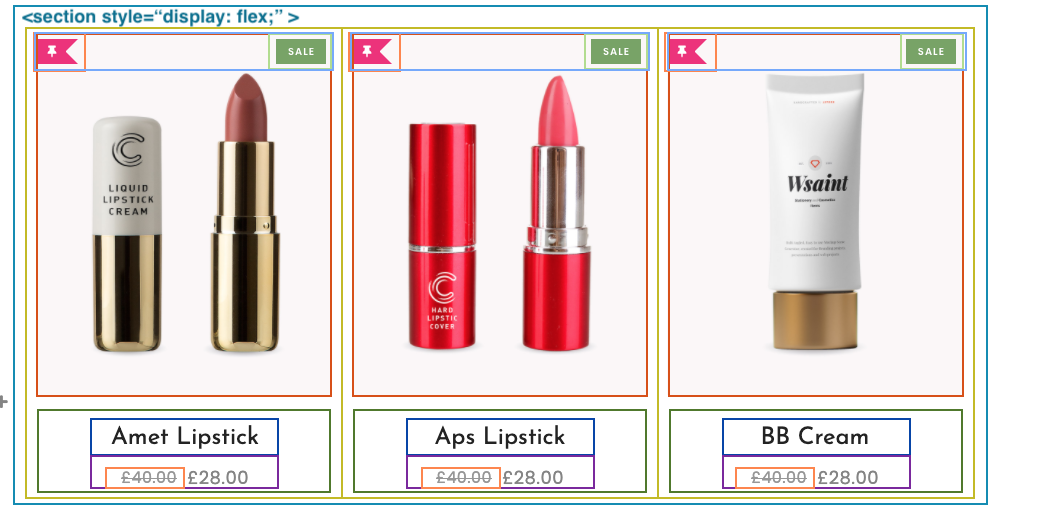 <section style=“display: flex;” >
SALE
SALE
SALE
LIQUID
LIPSTICK
CREAM
HARD
LIPSTIC
COVER
Wsaint
Amet Lipstick
£40.00 £28.00
Aps Lipstick
£40.00 £28.00
BB Cream
£40.00 £28.00